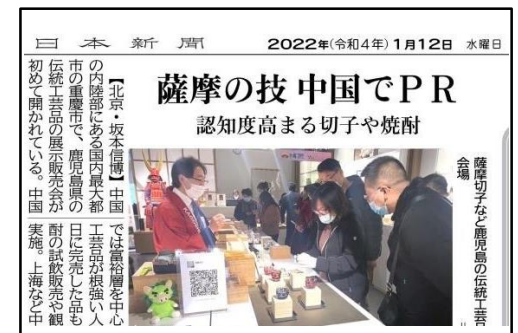 日本新聞
2022年(令和4年)1月12日 水曜日
薩摩の技 中国でPR
認知度高まる切子や焼酎
【北京・坂本信博】中国
の内陸部にある国内最大都
市の重慶市で、鹿児島県の
伝統工芸品の展示販売会が
初めて開かれている。中国
では富裕層を中心
工芸品が根強い人
日に完売した品も
酎の試飲販売や観
実施。上海など中
薩摩切子など鹿児島の伝統工芸品
会場